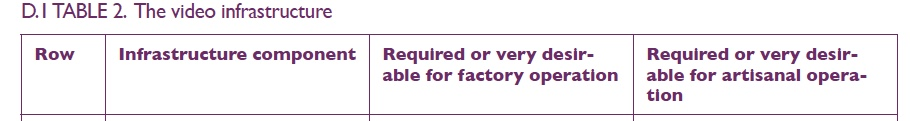 D.1 TABLE 2. The video infrastructure
Row
Infrastructure component
Required or very desir-
able for factory operation
Required or very desir-
able for artisanal opera-
tion